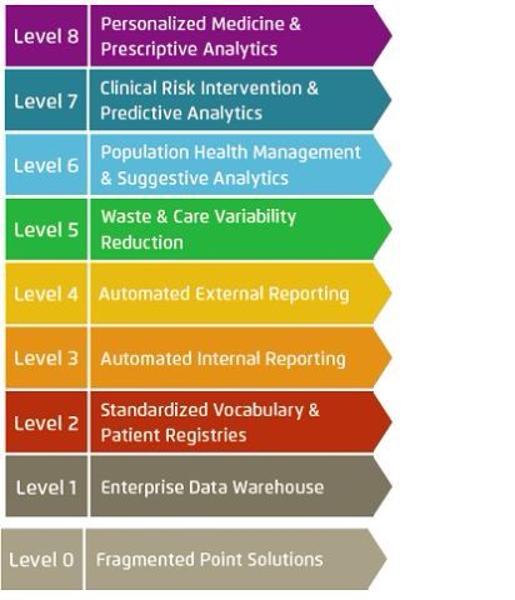 Level 8
Personalized Medicine &
Prescriptive Analytics
Level 7
Clinical Risk Intervention &
Predictive Analytics
Level 6
Population Health Management
& Suggestive Analytics
Level 5
Waste & Care Variability
Reduction
Level 4
Automated External Reporting
Level 3
Automated Internal Reporting
Level 2
Standardized Vocabulary &
Patient Registries
Level 1
Enterprise Data Warehouse
Level 0
Fragmented Point Solutions